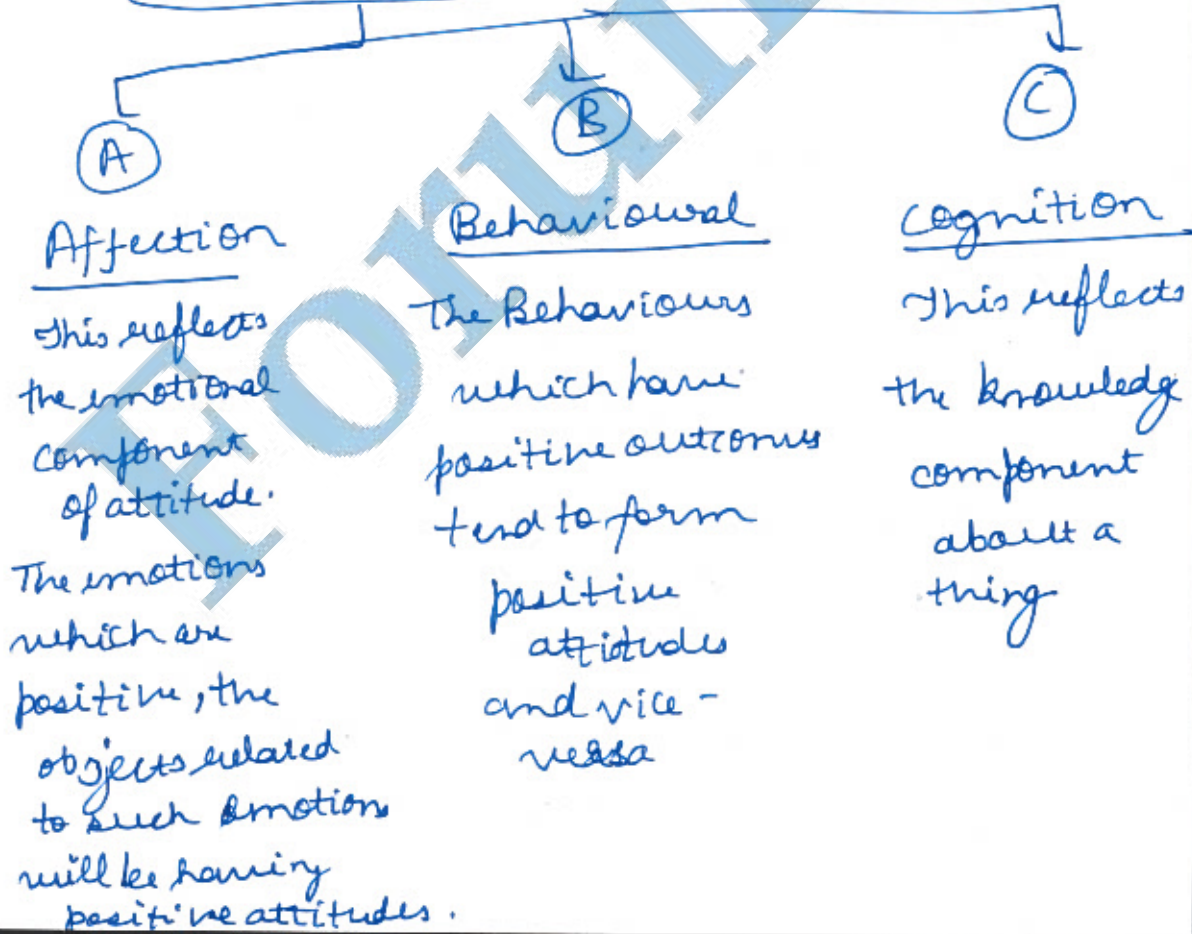 A
Affection
This reflects
the emotional
component
of attitude.
The emotions
which are
positive, the
objects related
to such emotions
will be having
positive attitudes.
B
Behavioural
The Behaviours
which have
positive outcomes
tend to form
positive
attitudes
and vice-
versa
C
cognition
This reflects
the knowledge
component
about a
thing
Forum